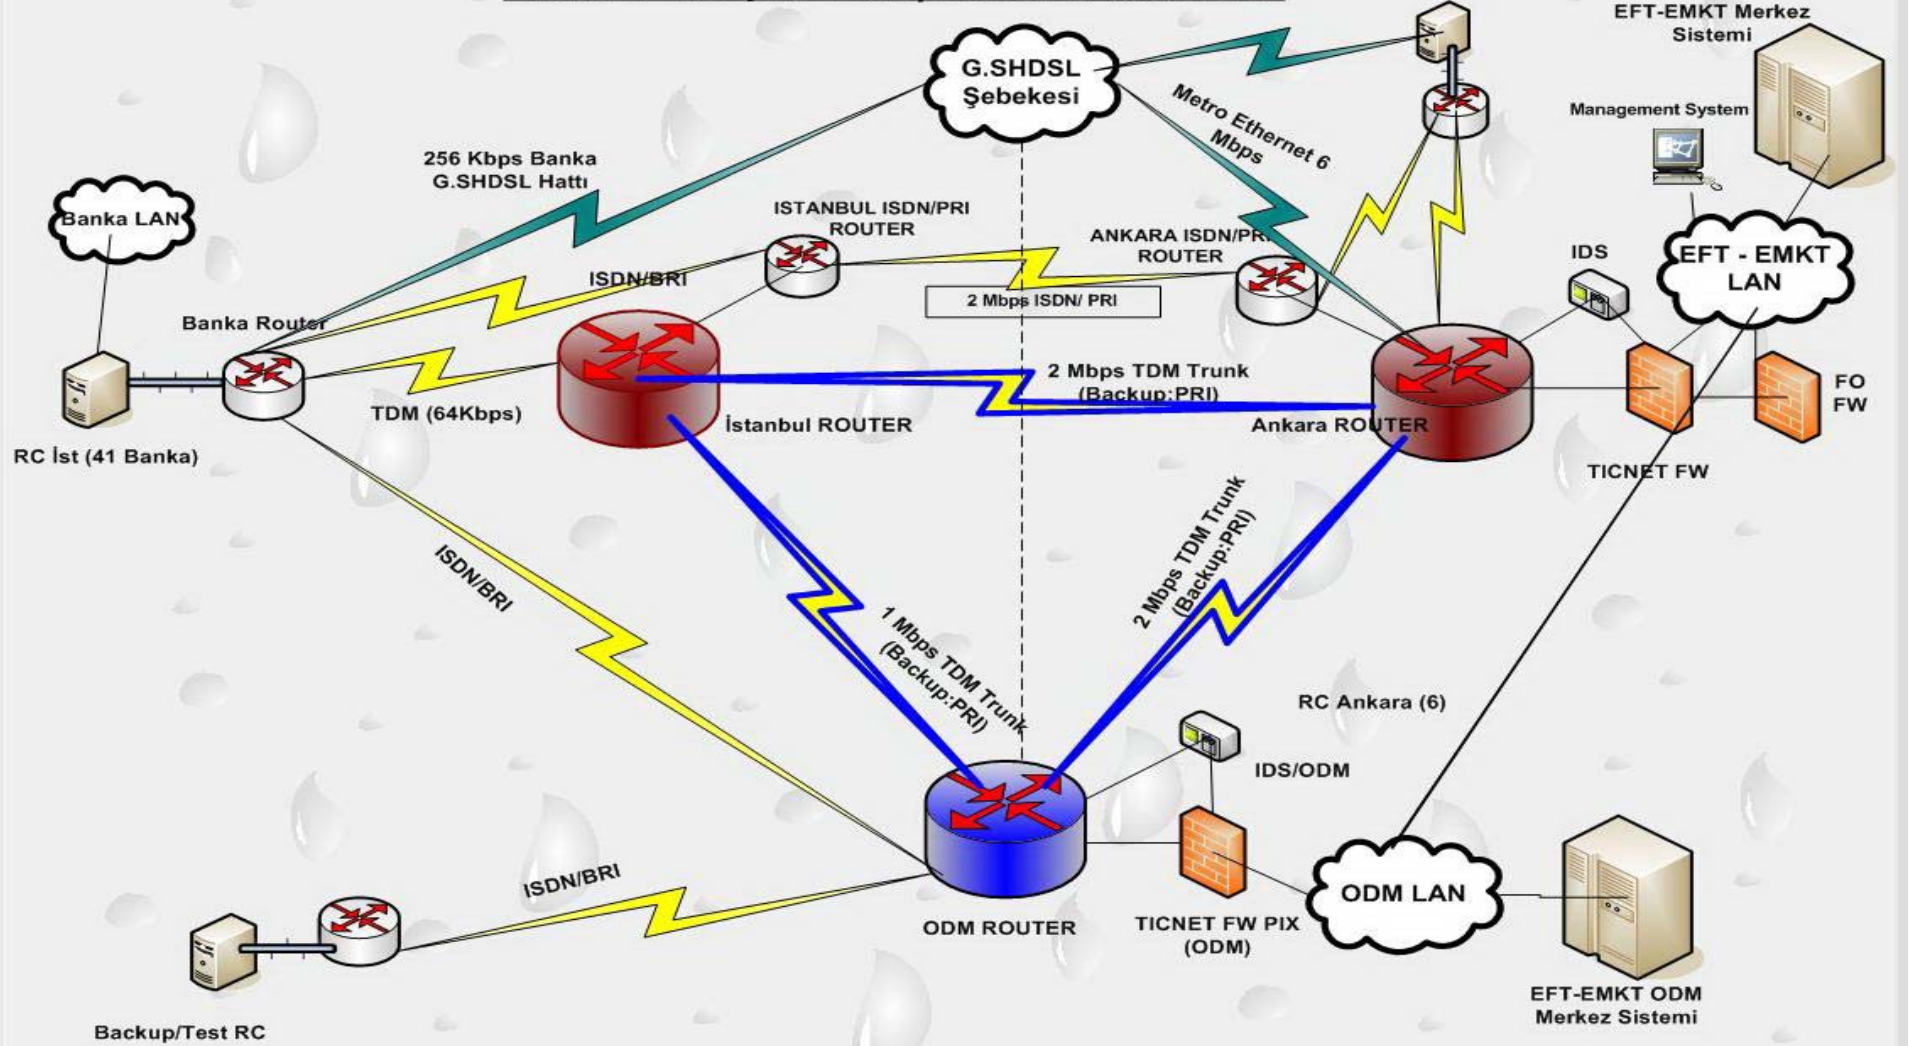 EFT-EMKT Merkez
Sistemi
G.SHDSL
Şebekesi
Metro Ethernet 6
Mbps
Management System
256 Kbps Banka
G.SHDSL Hattı
Banka LAN
ISTANBUL ISDN/PRI
ROUTER
ANKARA ISDN/PRI
ROUTER
IDS
EFT - EMKT
LAN
ISDN/BRI
2 Mbps ISDN/ PRI
Banka Router
2 Mbps TDM Trunk
(Backup:PRI)
FO
FW
TDM (64Kbps)
İstanbul ROUTER
Ankara ROUTER
RC İst (41 Banka)
TICNET FW
ISDN/BRI
2 Mbps TDM Trunk
(Backup:PRI)
1 Mbps TDM Trunk
(Backup:PRI)
RC Ankara (6)
IDS/ODM
ISDN/BRI
ODM LAN
ODM ROUTER
TICNET FW PIX
(ODM)
EFT-EMKT ODM
Merkez Sistemi
Backup/Test RC